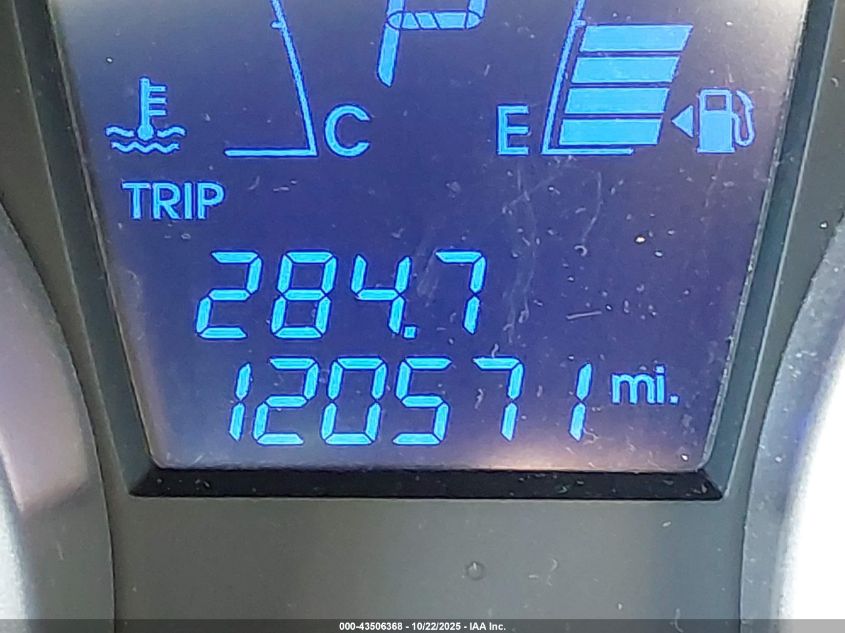 P
C E
TRIP
284.7
120571 mi.
000-43506368 - 10/22/2025 - IAA Inc.